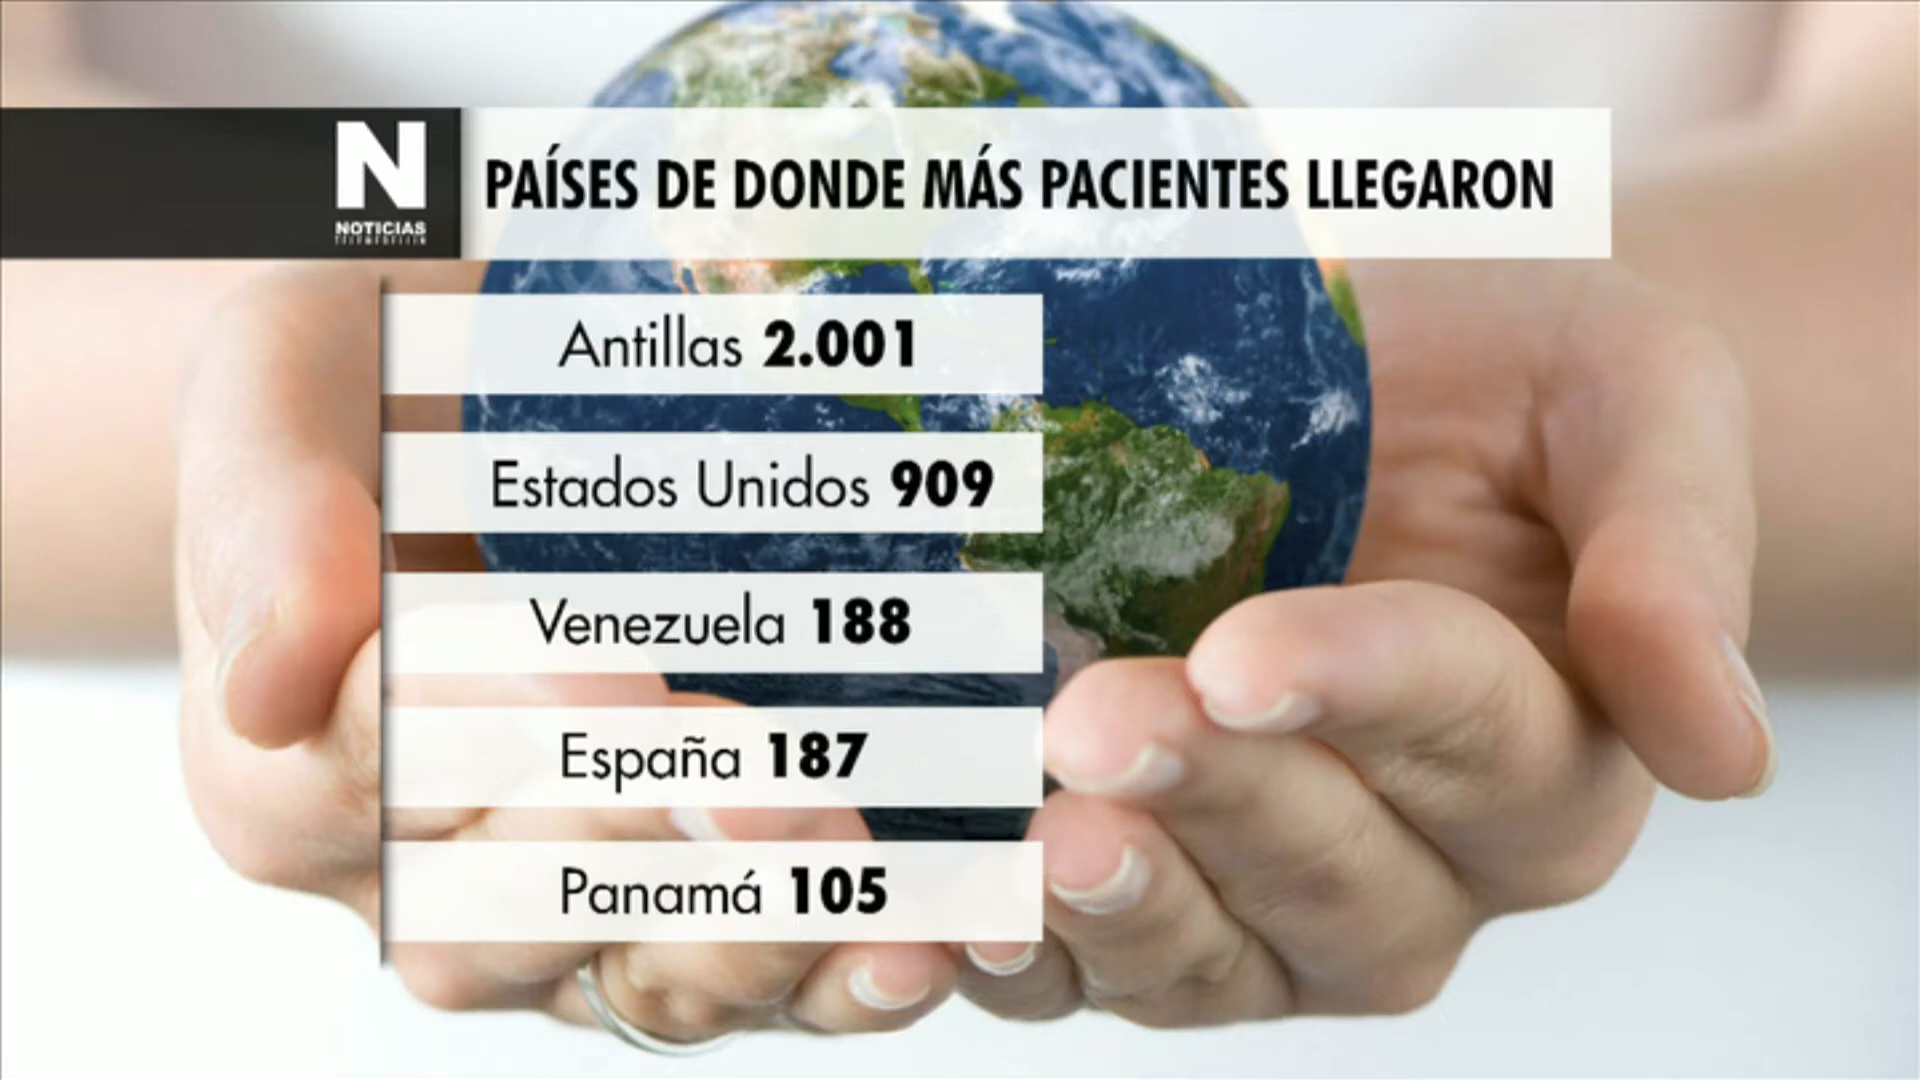 N
NOTICIAS
TELEMEDELLÍN
PAÍSES DE DONDE MÁS PACIENTES LLEGARON
Antillas 2.001
Estados Unidos 909
Venezuela 188
España 187
Panamá 105